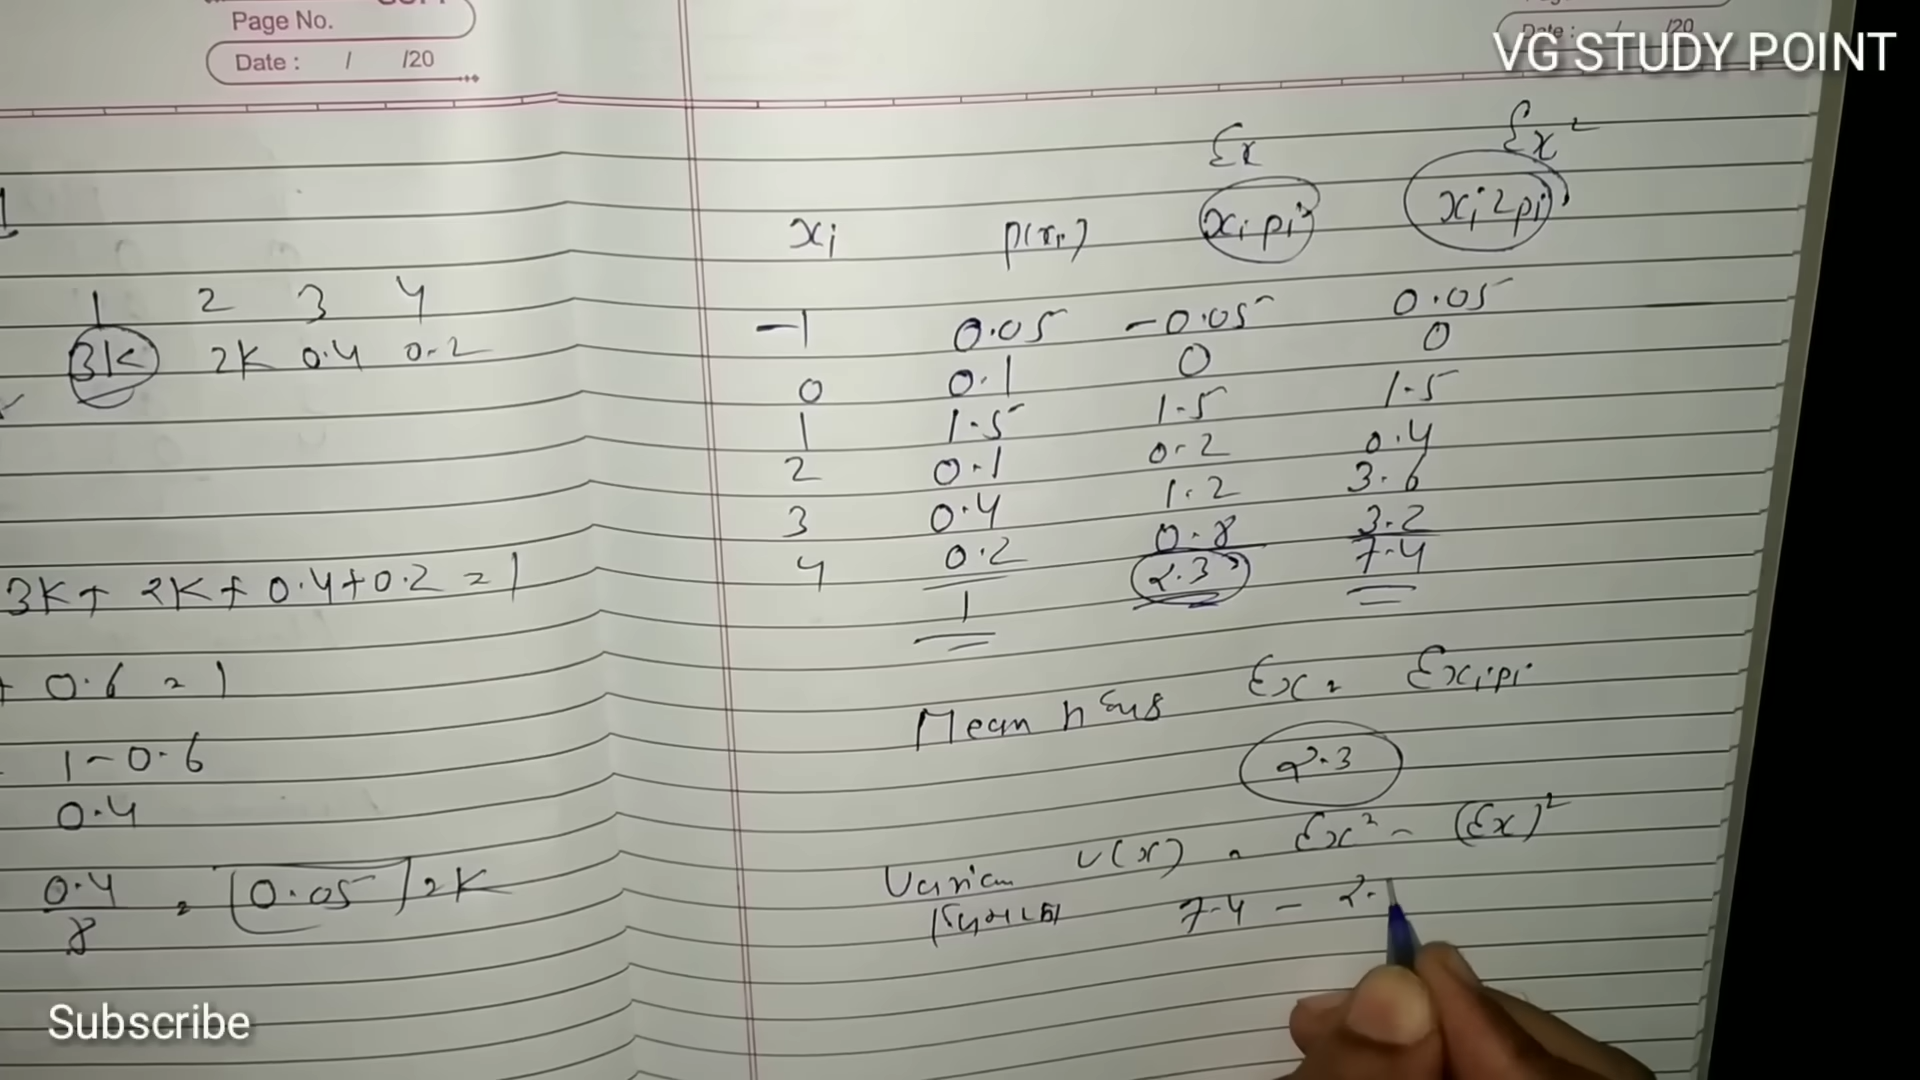 Page No.
Date : / /20
Date : / /20
VG STUDY POINT
1 2 3 4
3K 2K 0.4 0.2
3K + 2K + 0.4 + 0.2 = 1
+ 0.6 = 1
1 - 0.6
0.4
0.4/8 = 0.05 = K
Σx Σx²
xi p(xi) xi pi xi²pi
-1 0.05 -0.05 0.05
0 0.1 0 0
1 1.5 1.5 1.5
2 0.1 0.2 0.4
3 0.4 1.2 3.6
4 0.2 0.8 3.2
1 2.3 7.4
Mean Σx = Σxipi
2.3
V(x) = Σx² - (Σx)²
7.4 - 2.
Subscribe